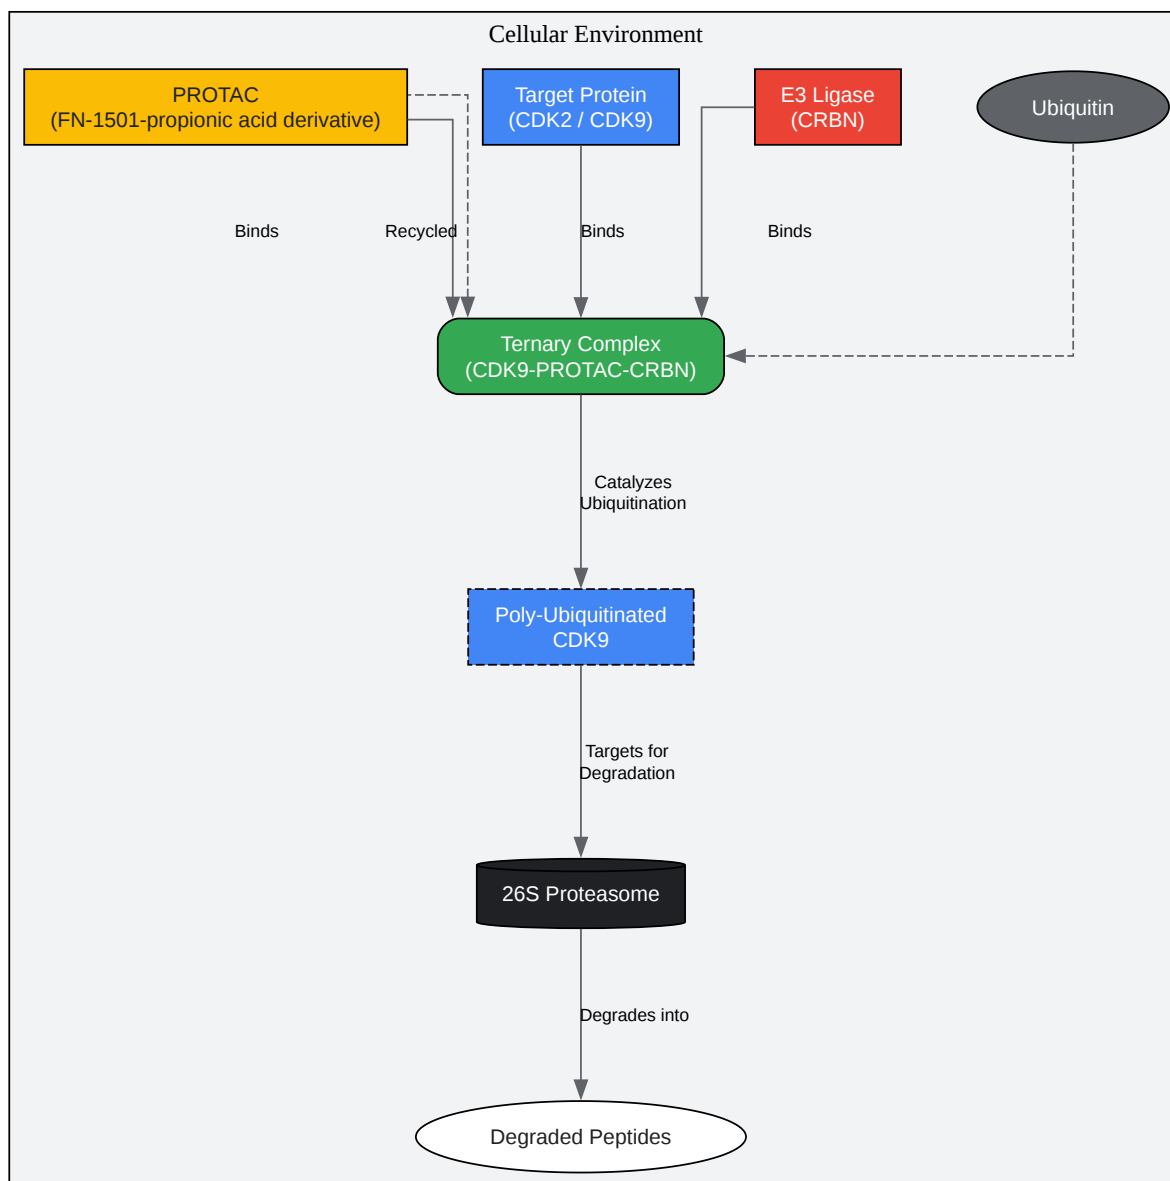 Cellular Environment
PROTAC
(FN-1501-propionic acid derivative)
Target Protein
(CDK2 / CDK9)
E3 Ligase
(CRBN)
Ubiquitin
Binds
Recycled
Binds
Binds
Ternary Complex
(CDK9-PROTAC-CRBN)
Catalyzes
Ubiquitination
Poly-Ubiquitinated
CDK9
Targets for
Degradation
26S Proteasome
Degrades into
Degraded Peptides